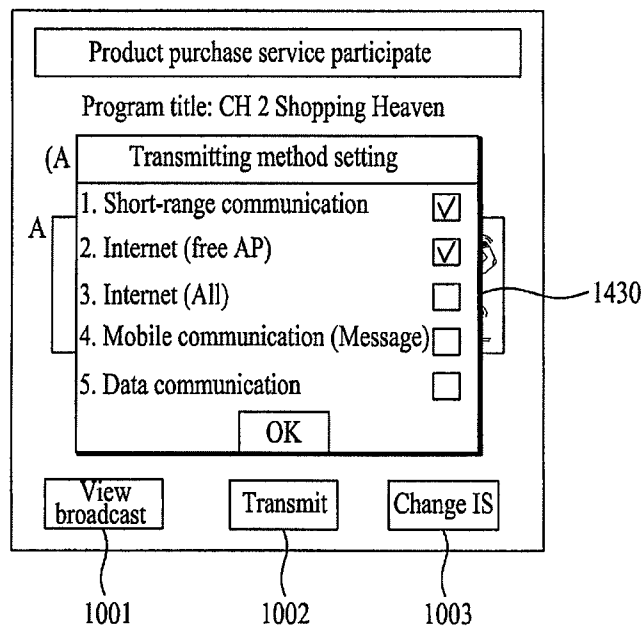 Product purchase service participate
Program title: CH 2 Shopping Heaven
(A
Transmitting method setting
1. Short-range communication
A
2. Internet (free AP)
3. Internet (All)
1430
4. Mobile communication (Message)
5. Data communication
OK
View
broadcast
Transmit
Change IS
1001
1002
1003